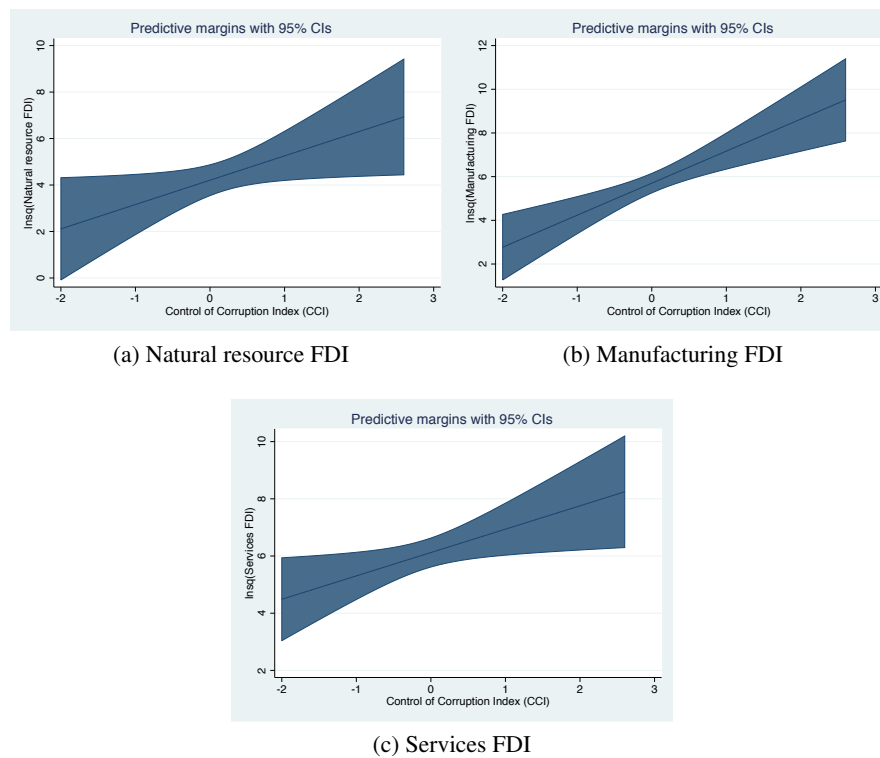 Predictive margins with 95% CIs
lnsq(Natural resource FDI)
10
8
6
4
2
0
-2 -1 0 1 2 3
Control of Corruption Index (CCI)
(a) Natural resource FDI
Predictive margins with 95% CIs
lnsq(Manufacturing FDI)
12
10
8
6
4
2
-2 -1 0 1 2 3
Control of Corruption Index (CCI)
(b) Manufacturing FDI
Predictive margins with 95% CIs
lnsq(Services FDI)
10
8
6
4
2
-2 -1 0 1 2 3
Control of Corruption Index (CCI)
(c) Services FDI